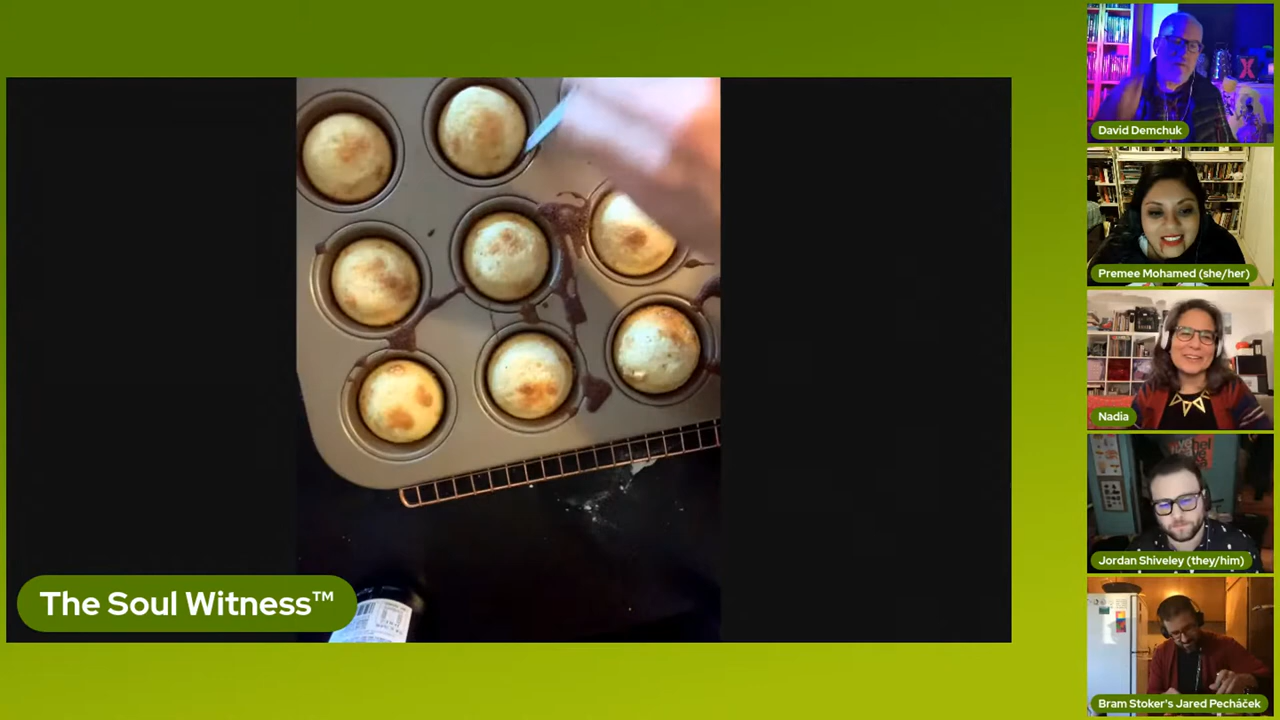 The Soul Witness™
David Demchuk
Premee Mohamed (she/her)
Nadia
Jordan Shiveley (they/him)
Bram Stoker's Jared Pecháček